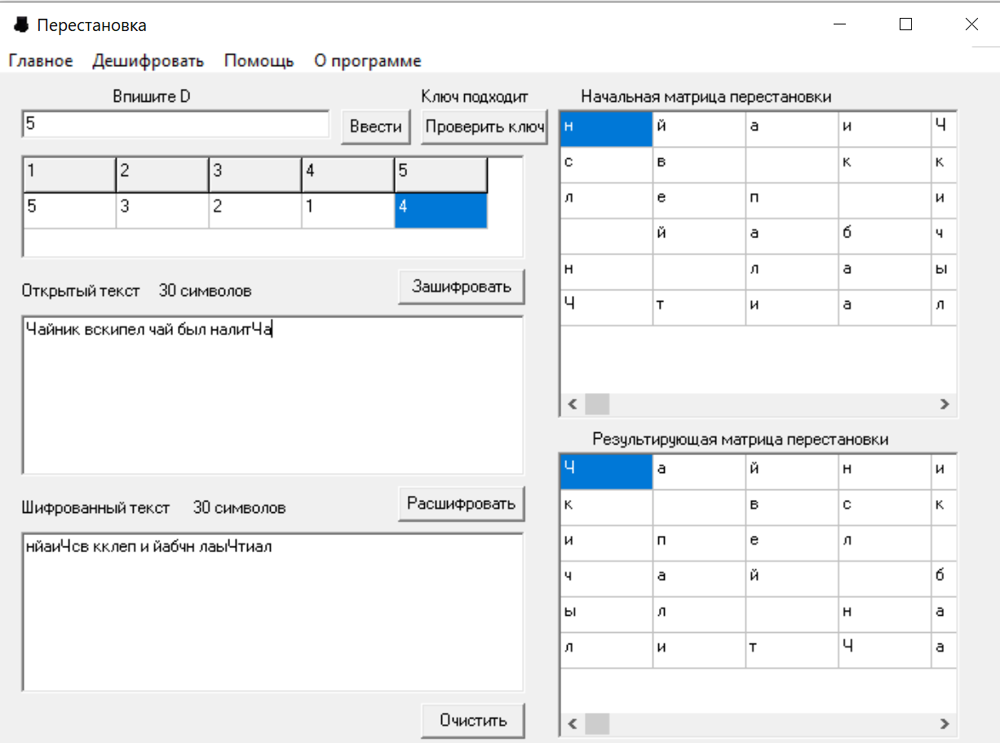 Перестановка
Главное Дешифровать Помощь О программе
Впишите D
5
Ввести
Ключ подходит
Проверить ключ
1 2 3 4 5
5 3 2 1 4
Открытый текст 30 символов
Зашифровать
Чайник вскипел чай был налитЧа
Шифрованный текст 30 символов
Расшифровать
нйаиЧсв кклеп и йабчн лаыЧтиал
Очистить
Начальная матрица перестановки
н й а и Ч
с в к к
л е п и
й а б ч
н л а ы
Ч т и а л
Результирующая матрица перестановки
Ч а й н и
к в с к
и п е л
ч а й б
ы л н а
л и т Ч а